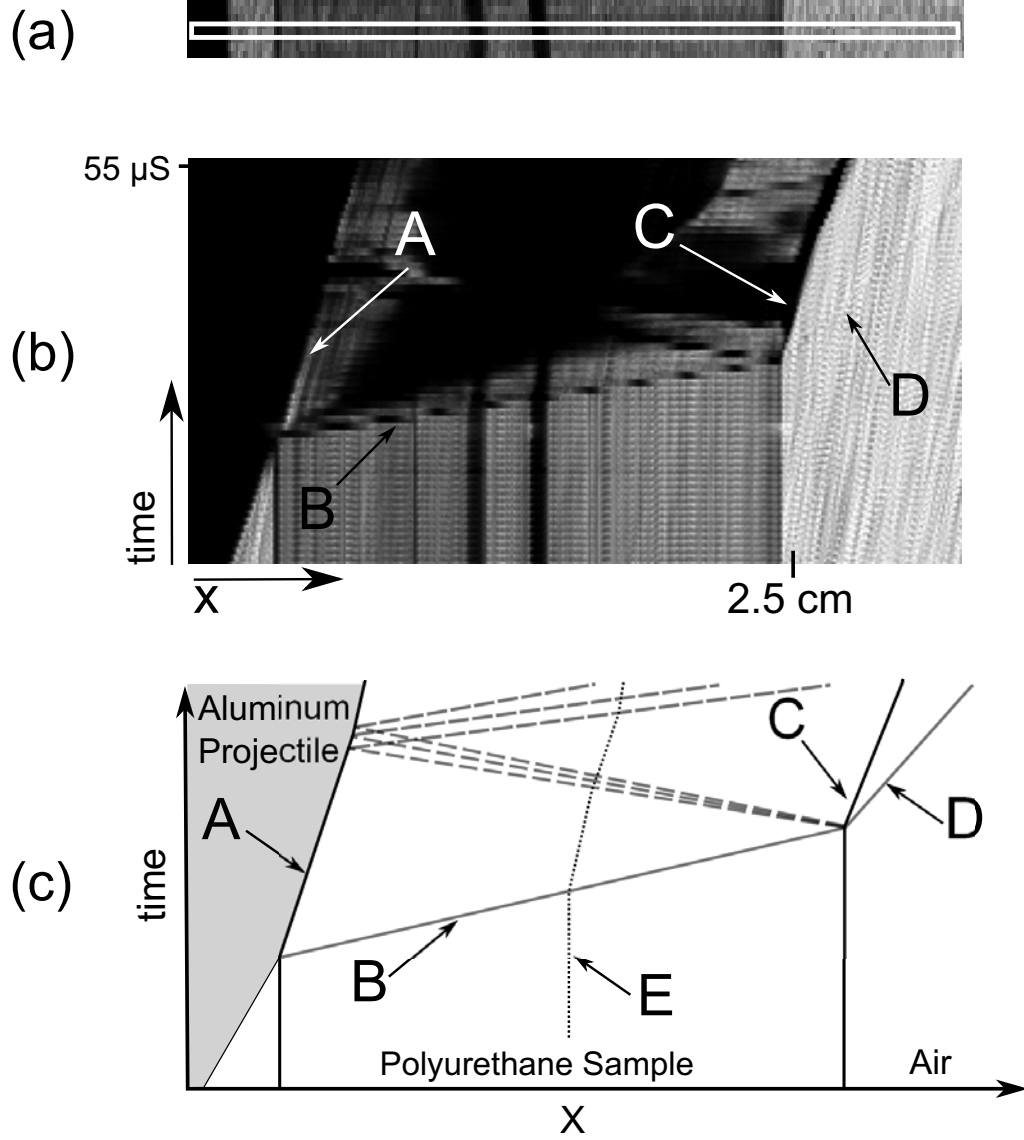 (a)
55 µS
A
C
(b)
D
B
time
x
2.5 cm
Aluminum
Projectile
C
A
D
(c)
time
B
E
Polyurethane Sample
Air
X